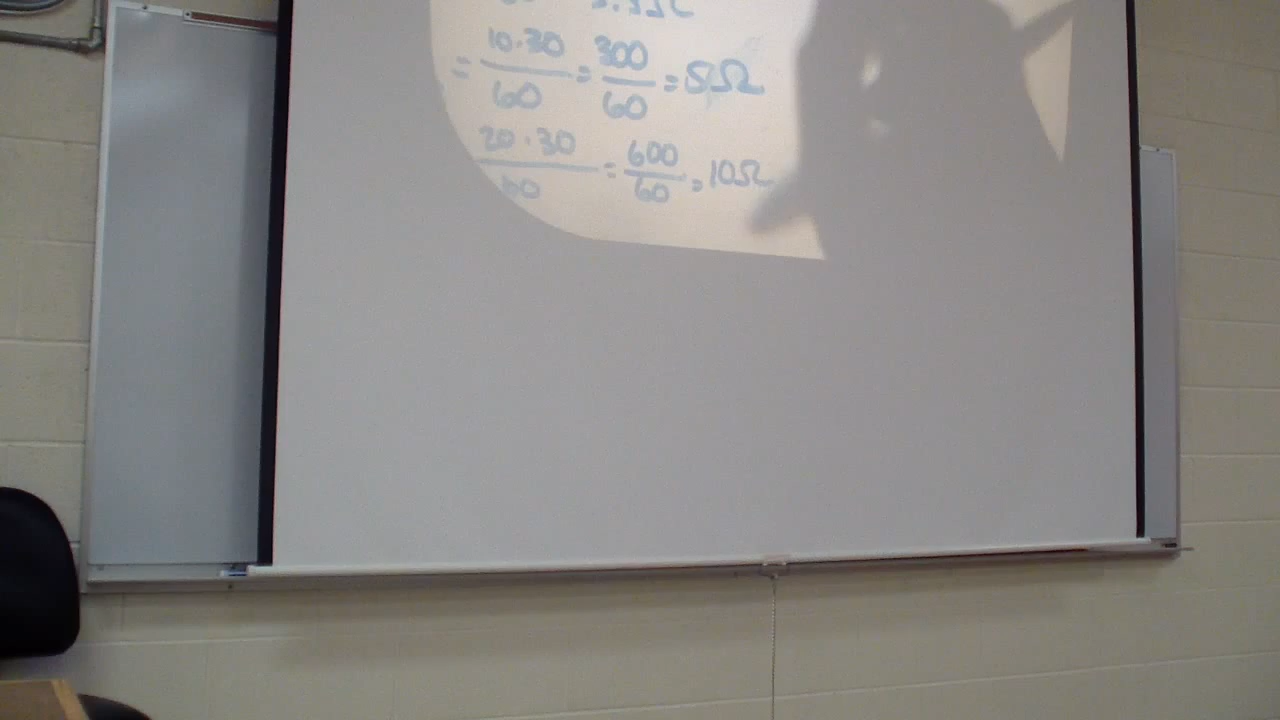 = 10·30/60 = 300/60 = 5Ω
20·30/60 = 600/60 = 10Ω